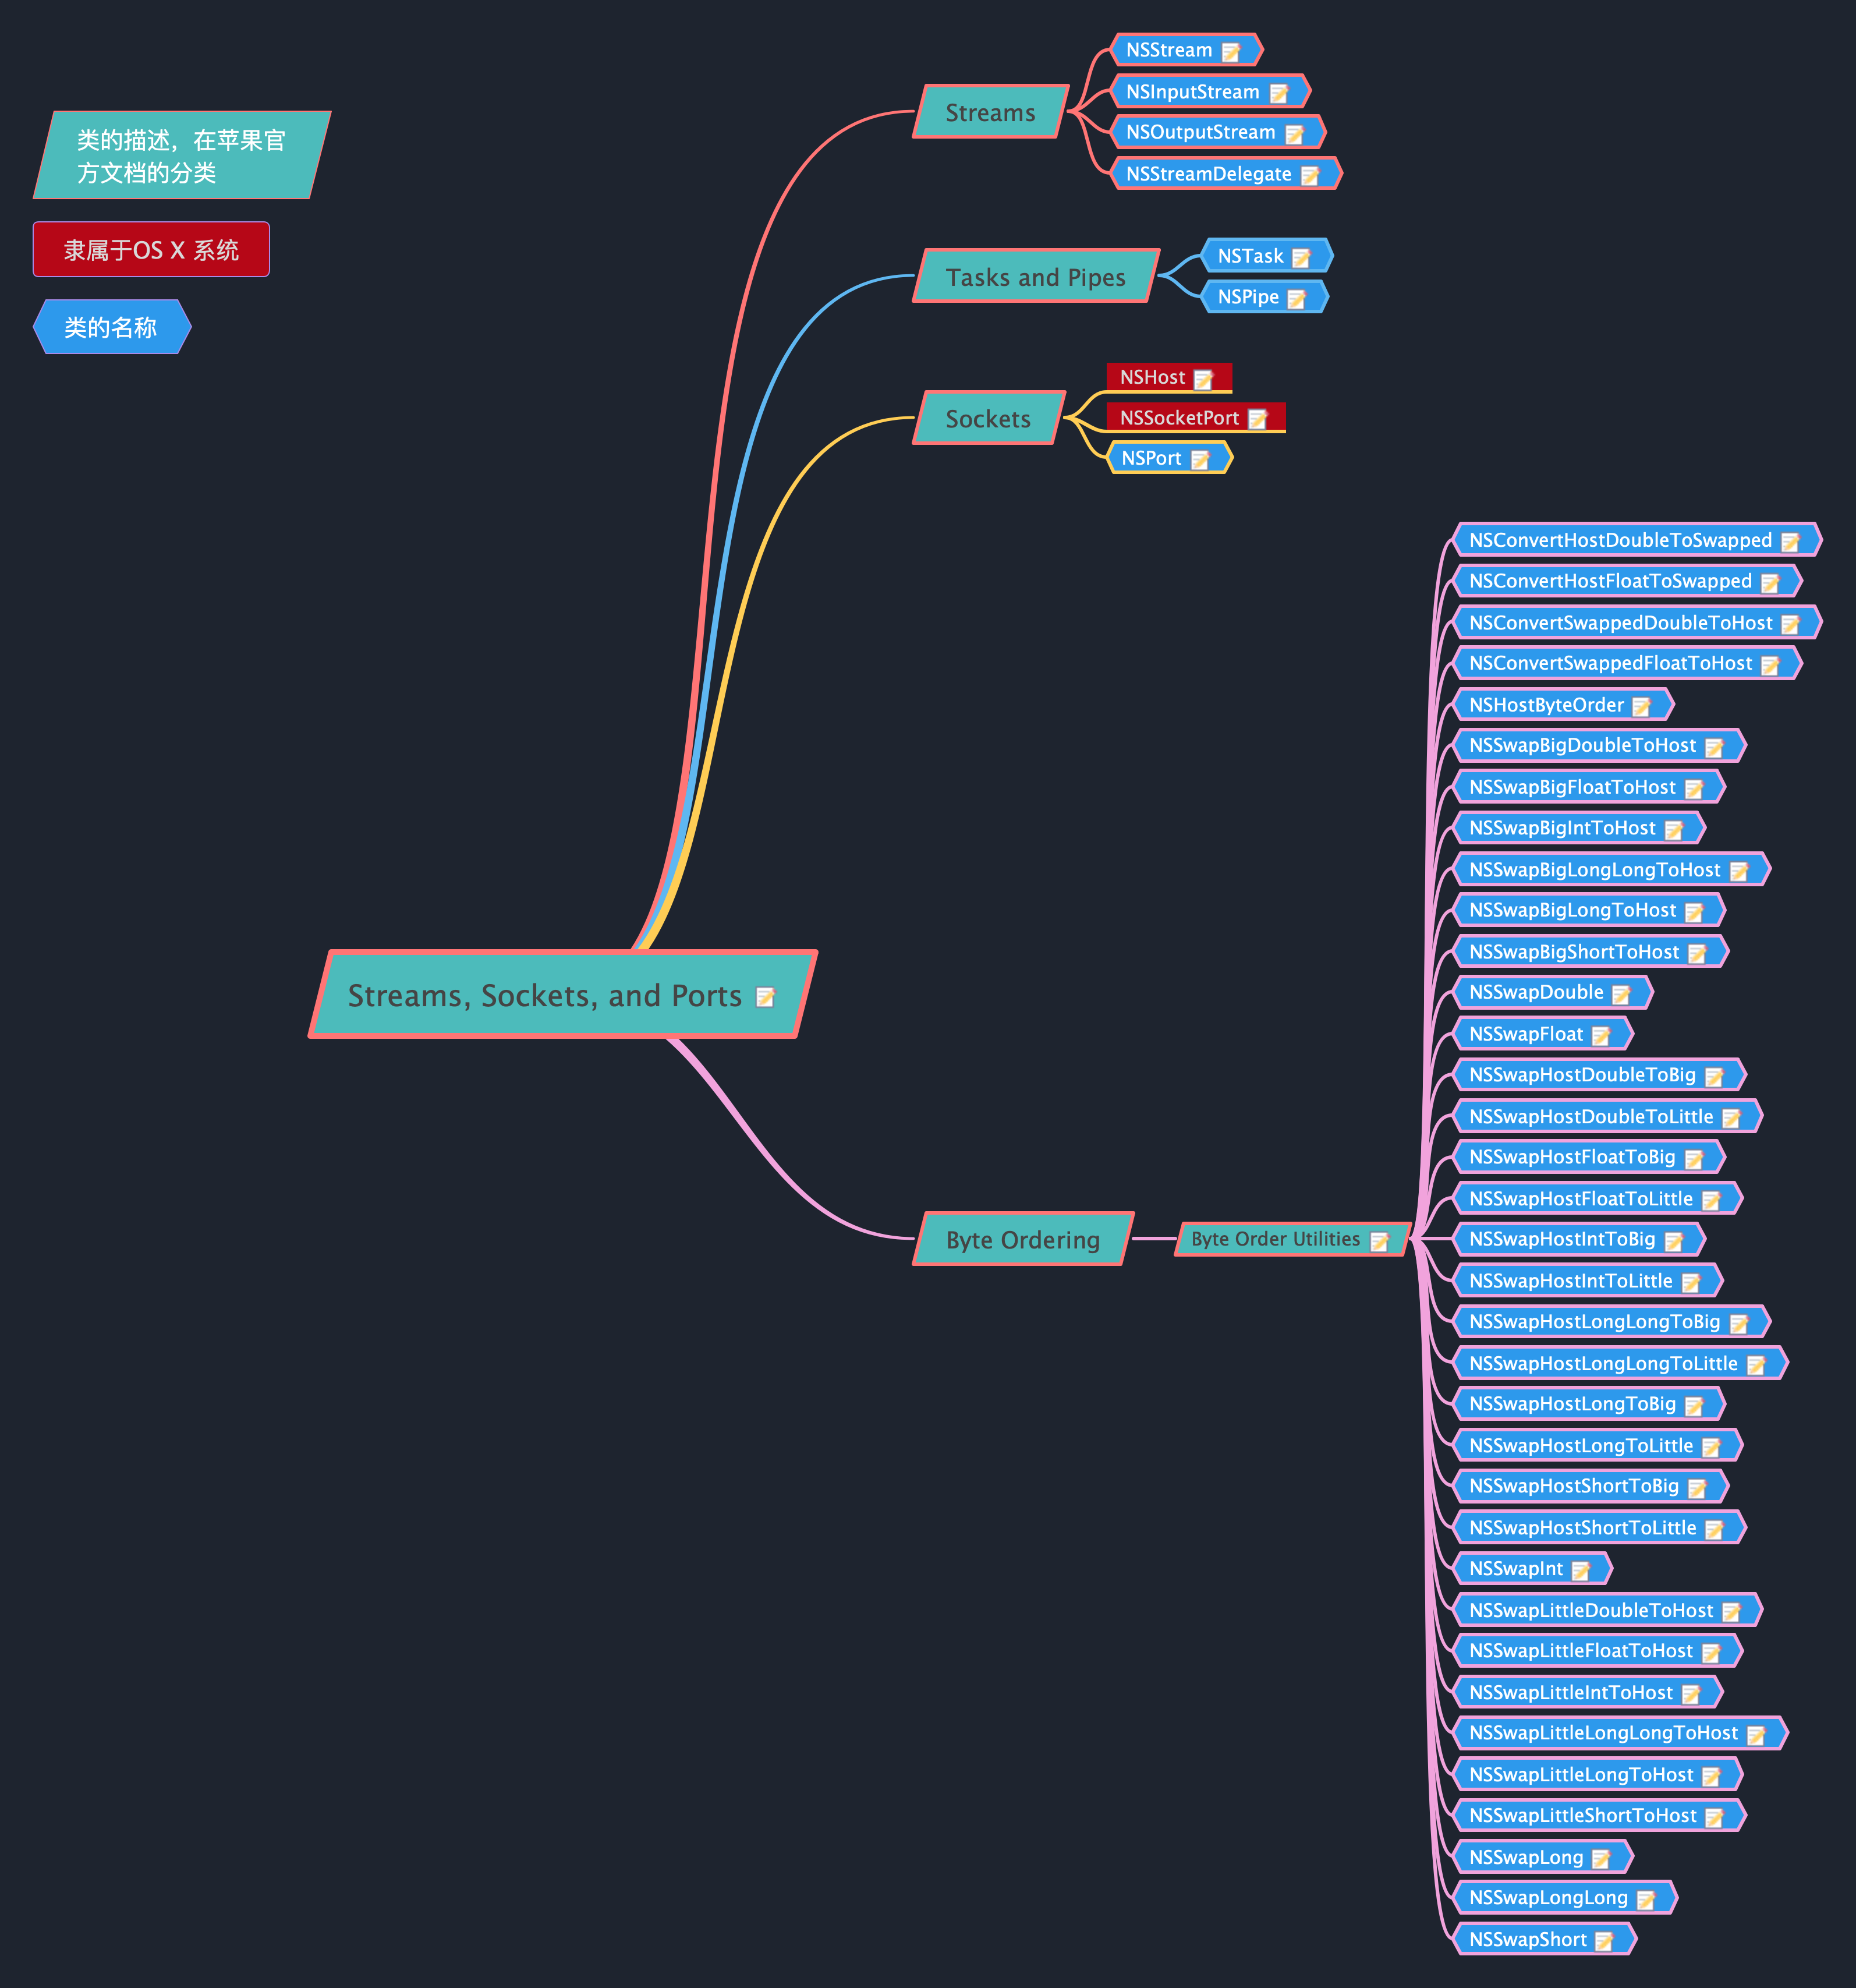 类的描述，在苹果官
方文档的分类
隶属于OS X 系统
类的名称
Streams, Sockets, and Ports
Streams
NSStream
NSInputStream
NSOutputStream
NSStreamDelegate
Tasks and Pipes
NSTask
NSPipe
Sockets
NSHost
NSSocketPort
NSPort
Byte Ordering
Byte Order Utilities
NSConvertHostDoubleToSwapped
NSConvertHostFloatToSwapped
NSConvertSwappedDoubleToHost
NSConvertSwappedFloatToHost
NSHostByteOrder
NSSwapBigDoubleToHost
NSSwapBigFloatToHost
NSSwapBigIntToHost
NSSwapBigLongLongToHost
NSSwapBigLongToHost
NSSwapBigShortToHost
NSSwapDouble
NSSwapFloat
NSSwapHostDoubleToBig
NSSwapHostDoubleToLittle
NSSwapHostFloatToBig
NSSwapHostFloatToLittle
NSSwapHostIntToBig
NSSwapHostIntToLittle
NSSwapHostLongLongToBig
NSSwapHostLongLongToLittle
NSSwapHostLongToBig
NSSwapHostLongToLittle
NSSwapHostShortToBig
NSSwapHostShortToLittle
NSSwapInt
NSSwapLittleDoubleToHost
NSSwapLittleFloatToHost
NSSwapLittleIntToHost
NSSwapLittleLongLongToHost
NSSwapLittleLongToHost
NSSwapLittleShortToHost
NSSwapLong
NSSwapLongLong
NSSwapShort